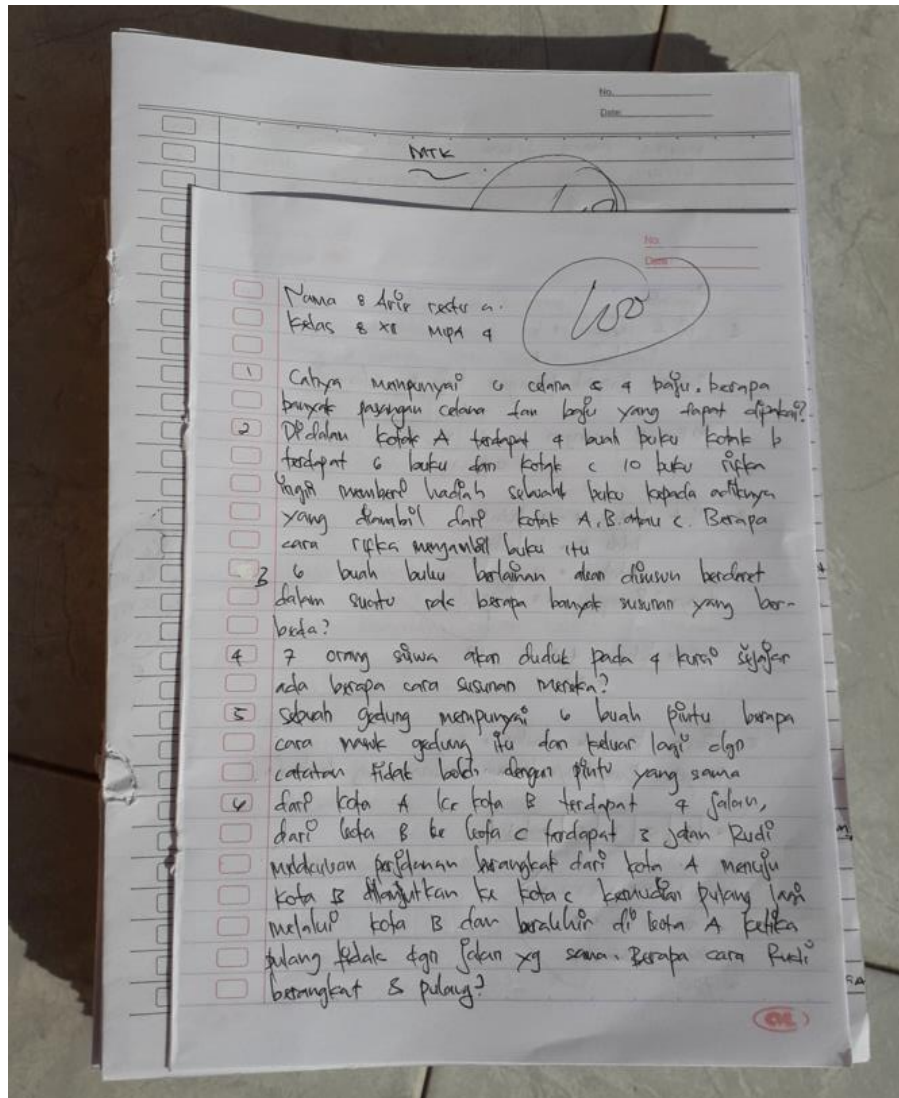 No.
Date:
MTK
No.
Date:
Nama : Arip restu a.
100
Kelas : XI MIPA 4
1 Cahya mempunyai 6 celana & 4 baju. berapa
banyak pasangan celana dan baju yang dapat dipakai?
2 Di dalam kotak A terdapat 4 buah buku kotak b
terdapat 6 buku dan kotak c 10 buku rifka
ingin memberi hadiah sebuah buku kepada adiknya
yang diambil dari kotak A. B. atau c. Berapa
cara rifka mengambil buku itu
3 6 buah buku berlainan akan disusun berderet
dalam suatu rak berapa banyak susunan yang ber-
beda?
4 7 orang siswa akan duduk pada 4 kursi sejajar
ada berapa cara susunan mereka?
5 sebuah gedung mempunyai 6 buah pintu berapa
cara masuk gedung itu dan keluar lagi dgn
catatan tidak boleh dengan pintu yang sama
6 dari kota A ke kota B terdapat 4 jalan,
dari kota B ke kota c terdapat 3 jalan Rudi
melakukan perjalanan berangkat dari kota A menuju
kota B dilanjutkan ke kota c kemudian pulang lagi
melalui kota B dan berakhir di kota A ketika
pulang tidak dgn jalan yg sama. Berapa cara Rudi
berangkat & pulang?